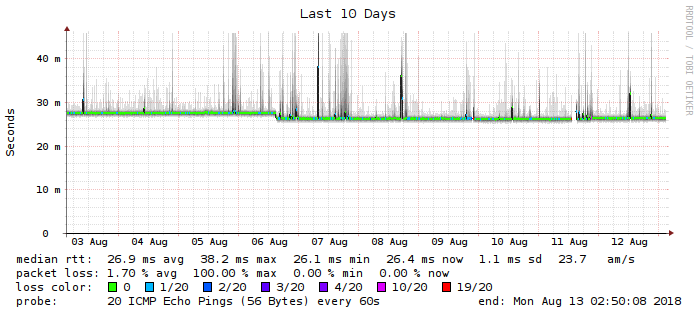 Last 10 Days
RRDTOOL / TOBI OETIKER
Seconds
40 m
30 m
20 m
10 m
0
03 Aug 04 Aug 05 Aug 06 Aug 07 Aug 08 Aug 09 Aug 10 Aug 11 Aug 12 Aug
median rtt: 26.9 ms avg 38.2 ms max 26.1 ms min 26.4 ms now 1.1 ms sd 23.7 am/s
packet loss: 1.70 % avg 100.00 % max 0.00 % min 0.00 % now
loss color: 0 1/20 2/20 3/20 4/20 10/20 19/20
probe: 20 ICMP Echo Pings (56 Bytes) every 60s end: Mon Aug 13 02:50:08 2018